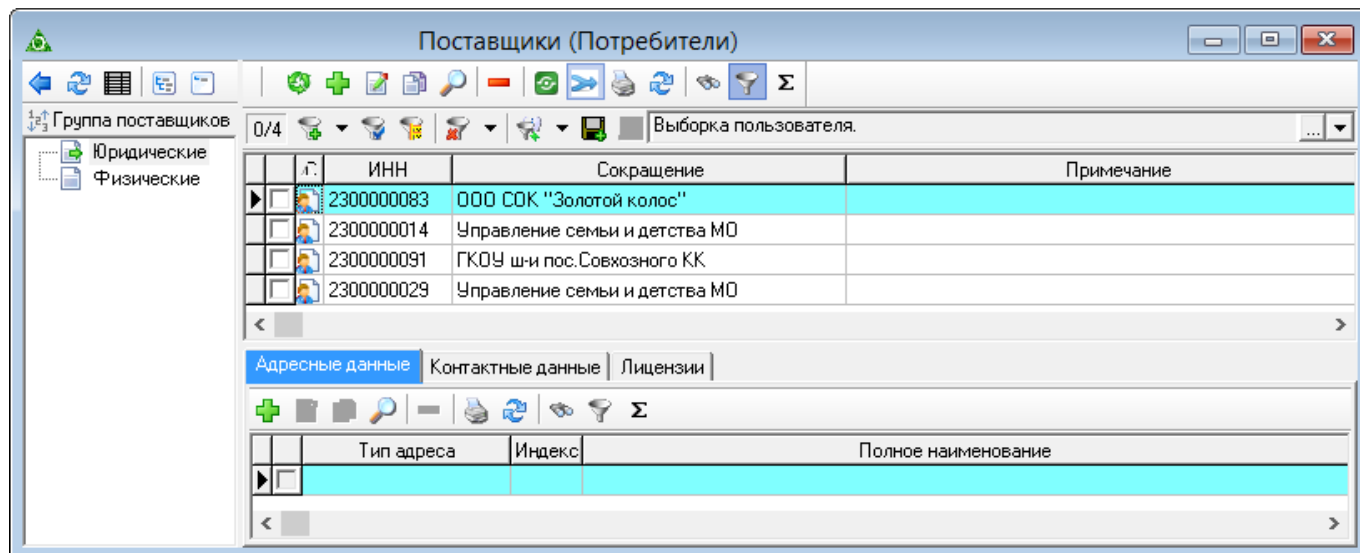 Поставщики (Потребители)
Группа поставщиков
Юридические
Физические
0/4
Выборка пользователя.
ИНН Сокращение Примечание
2300000083 ООО СОК "Золотой колос"
2300000014 Управление семьи и детства МО
2300000091 ГКОУ ш-и пос.Совхозного КК
2300000029 Управление семьи и детства МО
Адресные данные Контактные данные Лицензии
Тип адреса Индекс Полное наименование